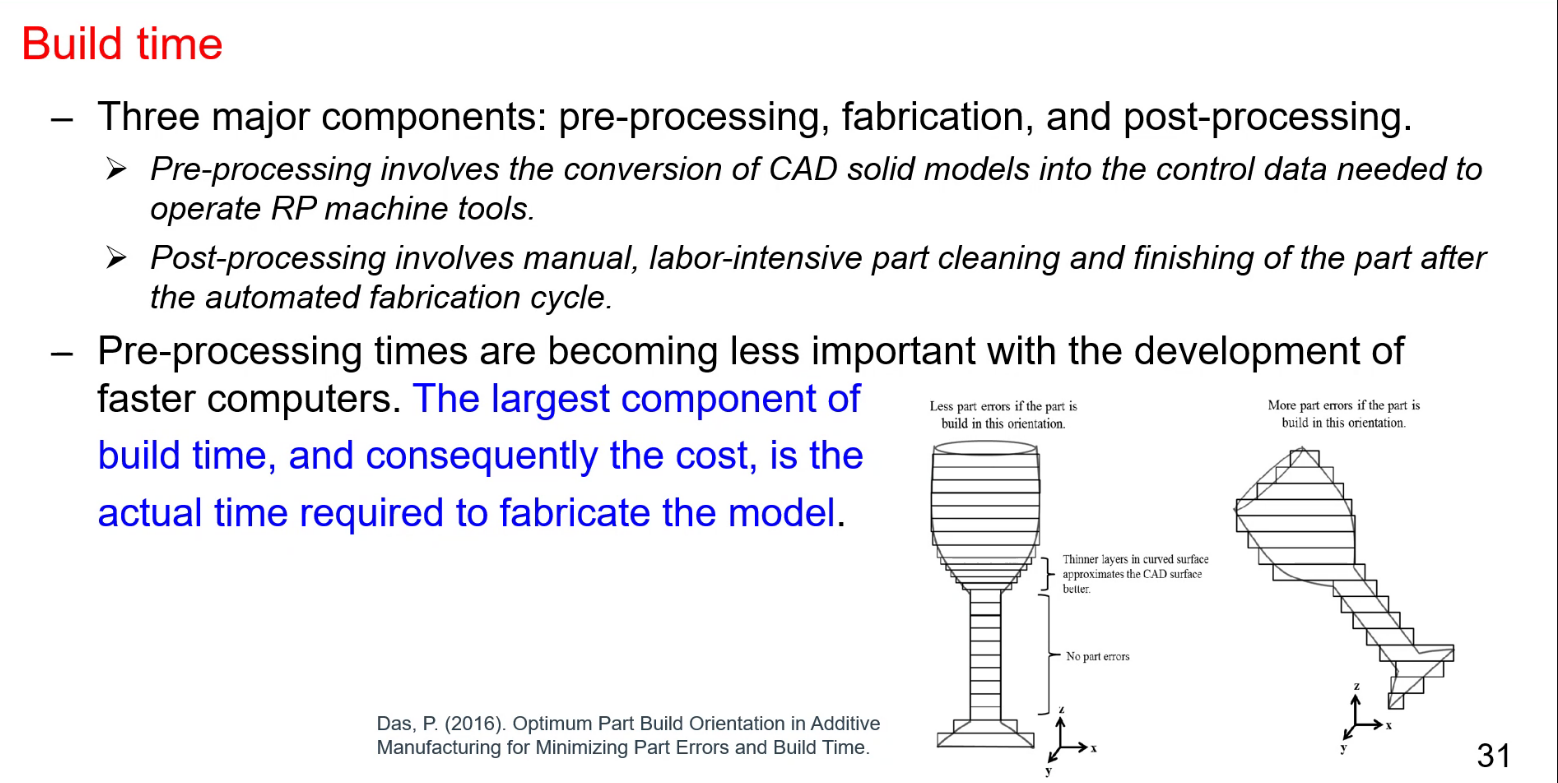 Build time
– Three major components: pre-processing, fabrication, and post-processing.
➢ Pre-processing involves the conversion of CAD solid models into the control data needed to
operate RP machine tools.
➢ Post-processing involves manual, labor-intensive part cleaning and finishing of the part after
the automated fabrication cycle.
– Pre-processing times are becoming less important with the development of
faster computers. The largest component of
build time, and consequently the cost, is the
actual time required to fabricate the model.
Less part errors if the part is
build in this orientation.
More part errors if the part is
build in this orientation.
Thinner layers in curved surface
approximates the CAD surface
better.
No part errors
z
x
y
z
x
y
Das, P. (2016). Optimum Part Build Orientation in Additive
Manufacturing for Minimizing Part Errors and Build Time.
31